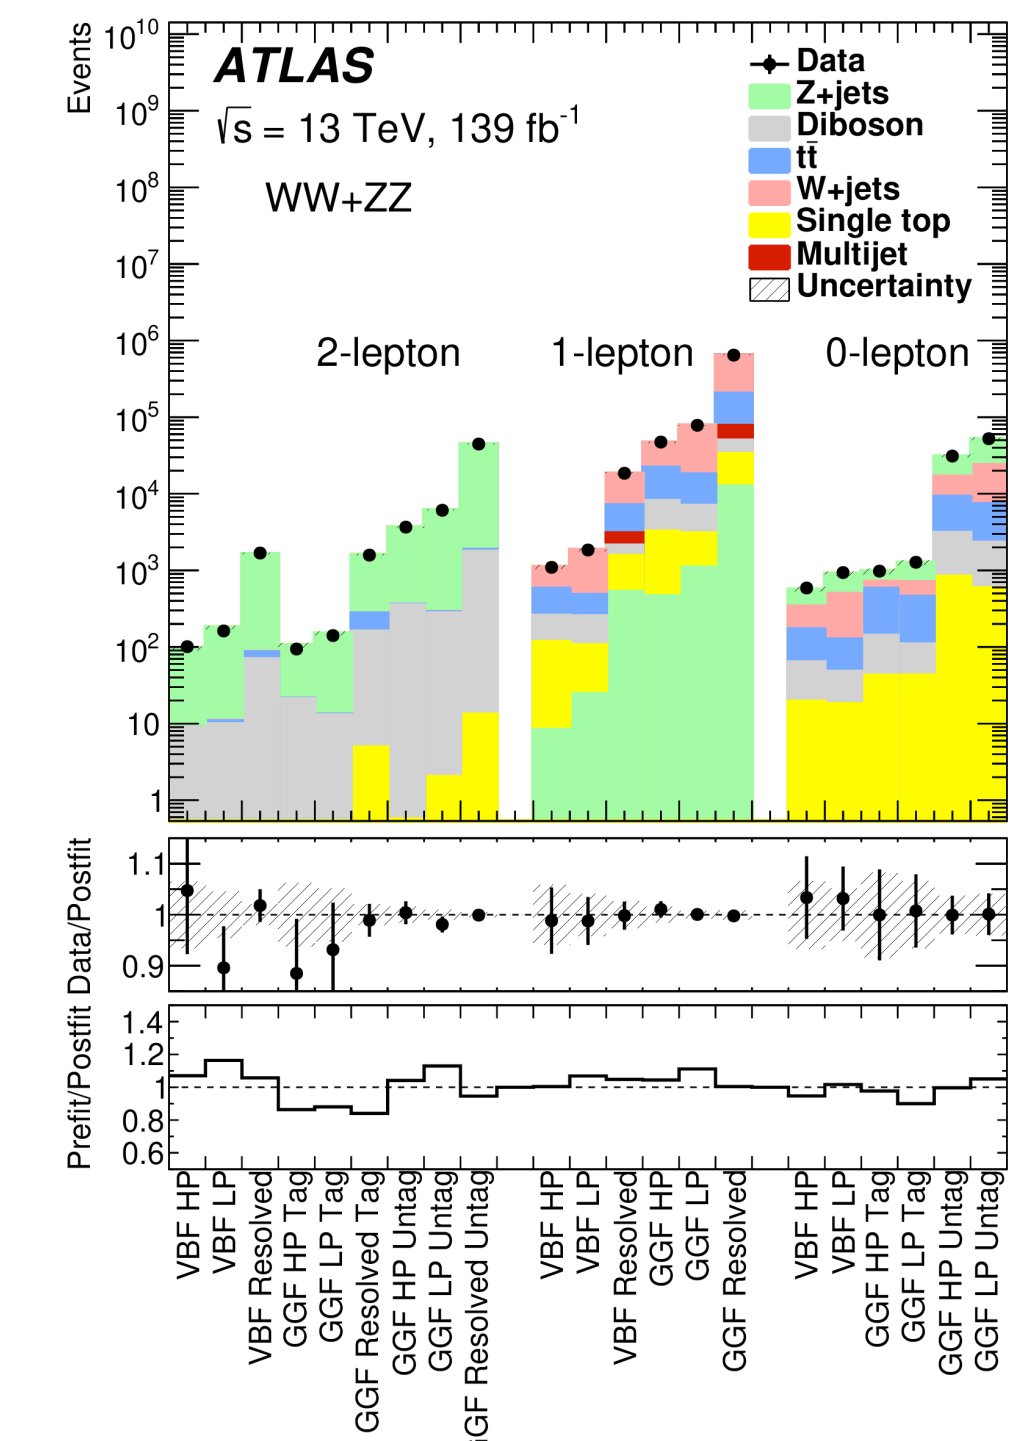 Events
10^10
10^9
10^8
10^7
10^6
10^5
10^4
10^3
10^2
10
1
ATLAS
√s = 13 TeV, 139 fb^-1
WW+ZZ
Data
Z+jets
Diboson
tt̄
W+jets
Single top
Multijet
Uncertainty
2-lepton
1-lepton
0-lepton
Data/Postfit
1.1
1
0.9
Prefit/Postfit
1.4
1.2
1
0.8
0.6
VBF HP
VBF LP
VBF Resolved
GGF HP Tag
GGF LP Tag
GGF Resolved Tag
GGF HP Untag
GGF LP Untag
GF Resolved Untag
VBF HP
VBF LP
VBF Resolved
GGF HP
GGF LP
GGF Resolved
VBF HP
VBF LP
GGF HP Tag
GGF LP Tag
GGF HP Untag
GGF LP Untag